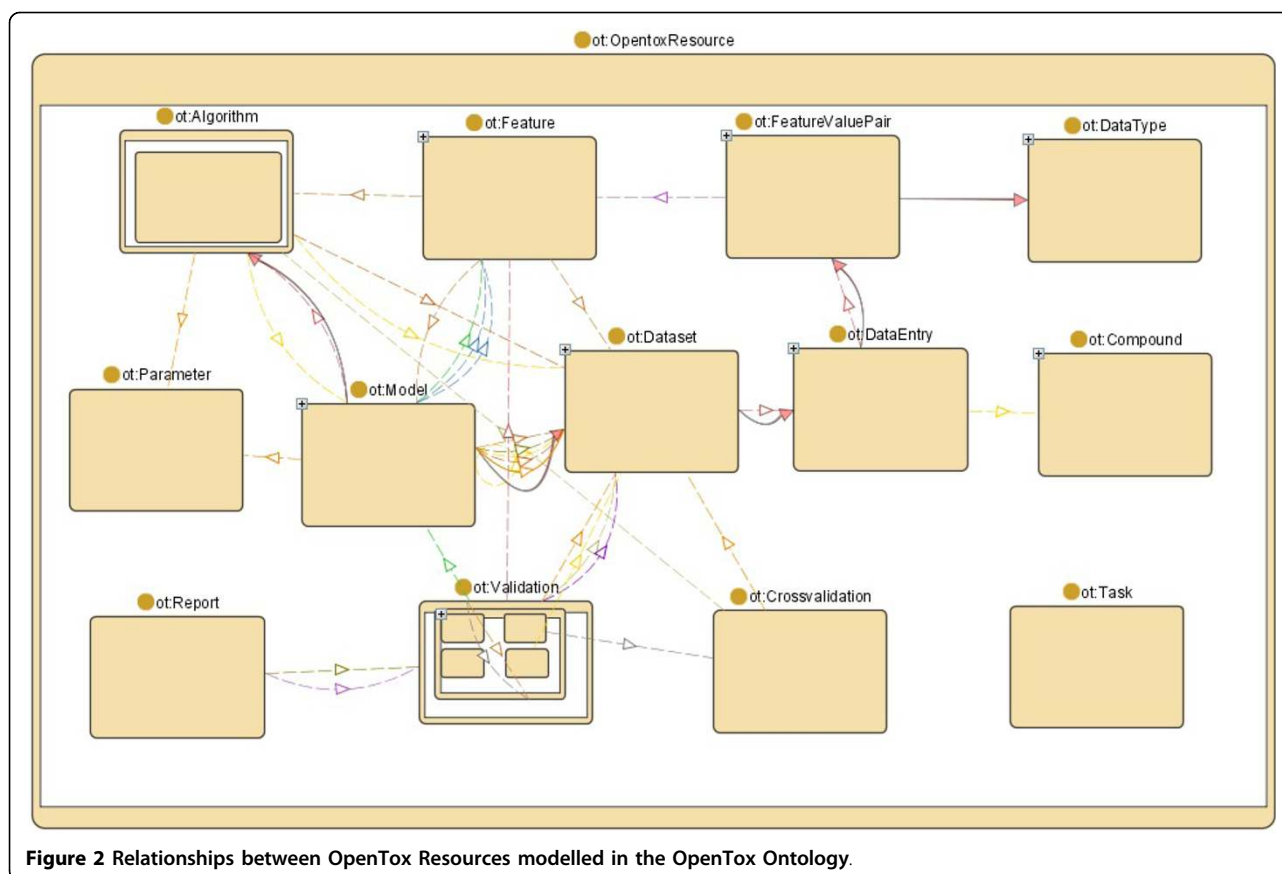 ot:OpentoxResource
ot:Algorithm
ot:Feature
ot:FeatureValuePair
ot:DataType
ot:Parameter
ot:Model
ot:Dataset
ot:DataEntry
ot:Compound
ot:Report
ot:Validation
ot:Crossvalidation
ot:Task
Figure 2 Relationships between OpenTox Resources modelled in the OpenTox Ontology.